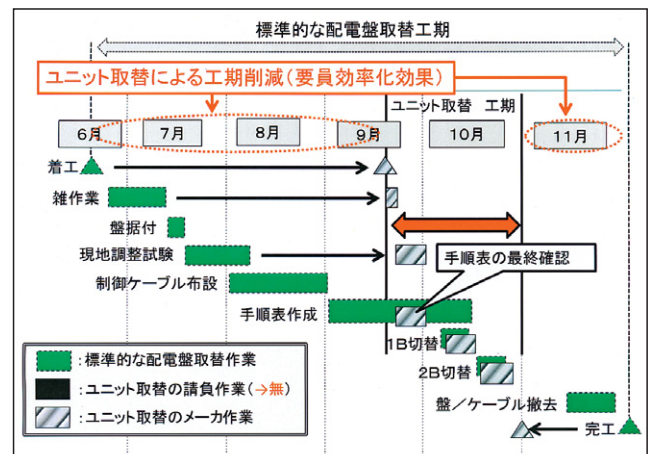 標準的な配電盤取替工期
ユニット取替による工期削減(要員効率化効果)
ユニット取替 工期
6月 7月 8月 9月 10月 11月
着工
雑作業
盤据付
現地調整試験
手順表の最終確認
制御ケーブル布設
手順表作成
1B切替
2B切替
:標準的な配電盤取替作業
:ユニット取替の請負作業(→無)
:ユニット取替のメーカ作業
盤/ケーブル撤去
完工